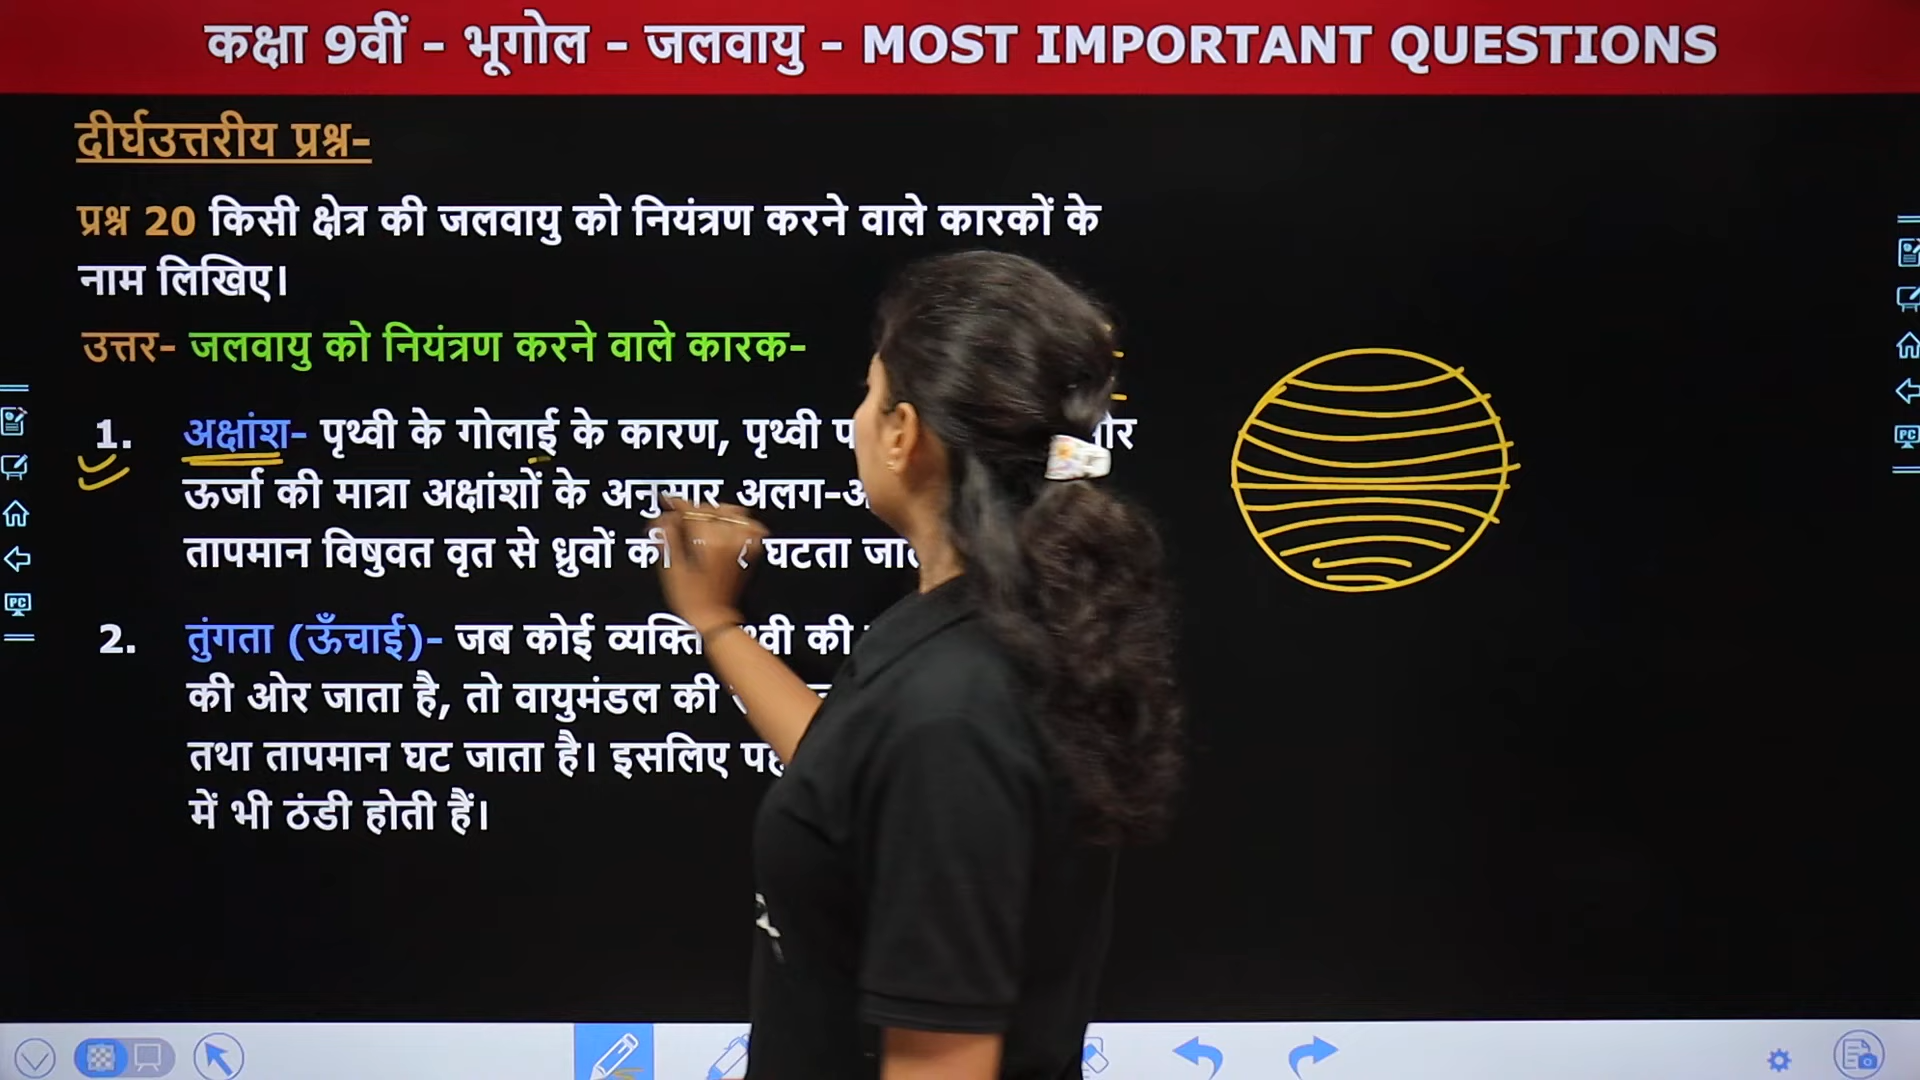 कक्षा 9वीं - भूगोल - जलवायु - MOST IMPORTANT QUESTIONS
दीर्घउत्तरीय प्रश्न-
प्रश्न 20 किसी क्षेत्र की जलवायु को नियंत्रण करने वाले कारकों के
नाम लिखिए।
उत्तर- जलवायु को नियंत्रण करने वाले कारक-
1. अक्षांश- पृथ्वी के गोलाई के कारण, पृथ्वी
ऊर्जा की मात्रा अक्षांशों के अनुसार
तापमान विषुवत वृत से ध्रुवों की घटता
2. तुंगता (ऊँचाई)- जब कोई व्यक्ति की
की ओर जाता है, तो वायुमंडल की
तथा तापमान घट जाता है। इसलिए
में भी ठंडी होती हैं।
PC
PC